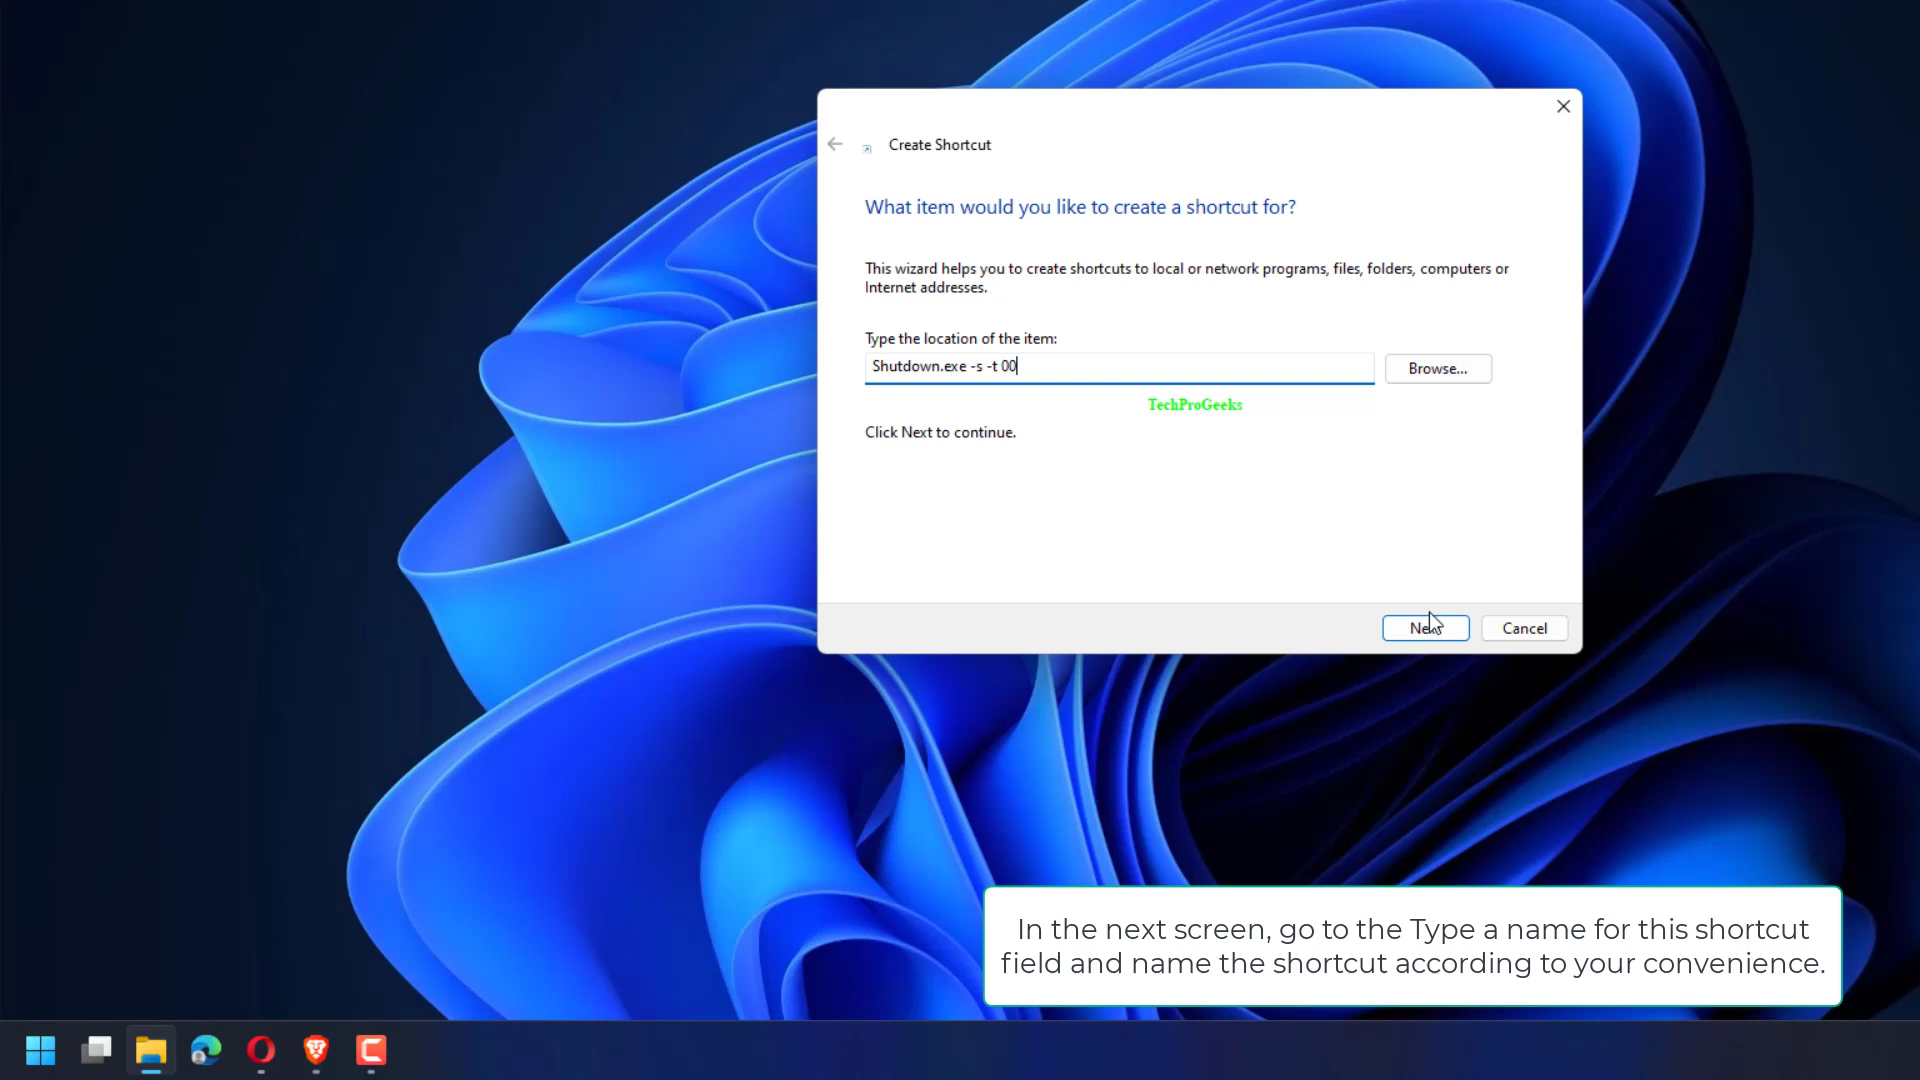 Create Shortcut
What item would you like to create a shortcut for?
This wizard helps you to create shortcuts to local or network programs, files, folders, computers or
Internet addresses.
Type the location of the item:
Shutdown.exe -s -t 00
Browse...
TechProGeeks
Click Next to continue.
Next
Cancel
In the next screen, go to the Type a name for this shortcut
field and name the shortcut according to your convenience.